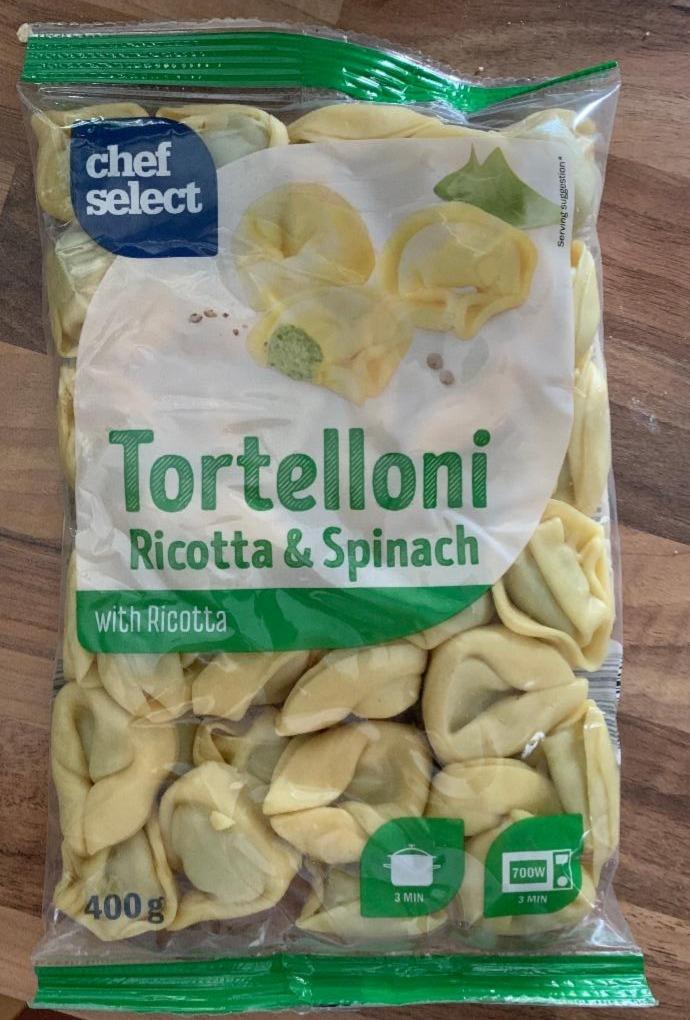 chef
select
Serving suggestion*
Tortelloni
Ricotta & Spinach
with Ricotta
400g
3 MIN
700W
3 MIN